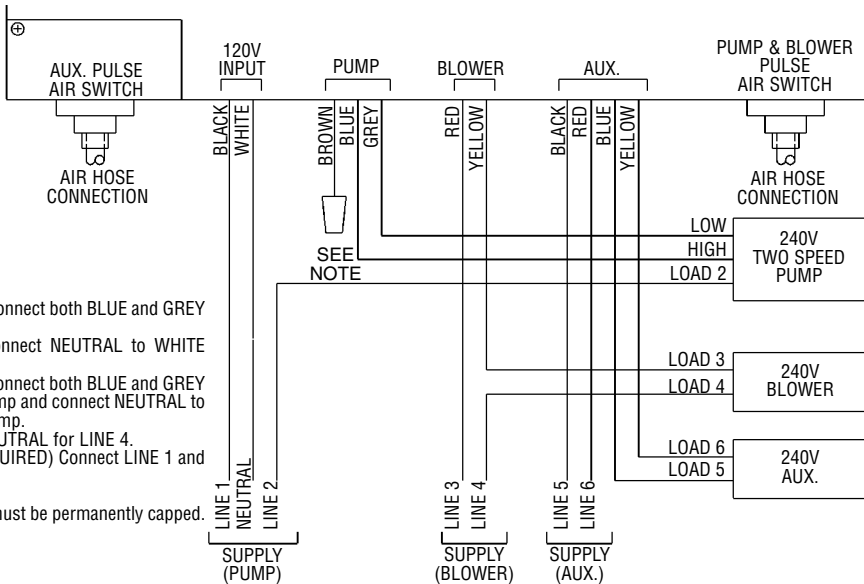 AUX. PULSE
AIR SWITCH
AIR HOSE
CONNECTION
120V
INPUT
BLACK
WHITE
PUMP
BROWN
BLUE
GREY
BLOWER
RED
YELLOW
AUX.
BLACK
RED
BLUE
YELLOW
PUMP & BLOWER
PULSE
AIR SWITCH
AIR HOSE
CONNECTION
SEE
NOTE
LOW
HIGH
LOAD 2
240V
TWO SPEED
PUMP
onnect both BLUE and GREY
onnect NEUTRAL to WHITE
onnect both BLUE and GREY
mp and connect NEUTRAL to
mp.
UTRAL for LINE 4.
UIRED) Connect LINE 1 and
must be permanently capped.
LOAD 3
LOAD 4
240V
BLOWER
LOAD 6
LOAD 5
240V
AUX.
LINE 1
NEUTRAL
LINE 2
SUPPLY
(PUMP)
LINE 3
LINE 4
SUPPLY
(BLOWER)
LINE 5
LINE 6
SUPPLY
(AUX.)